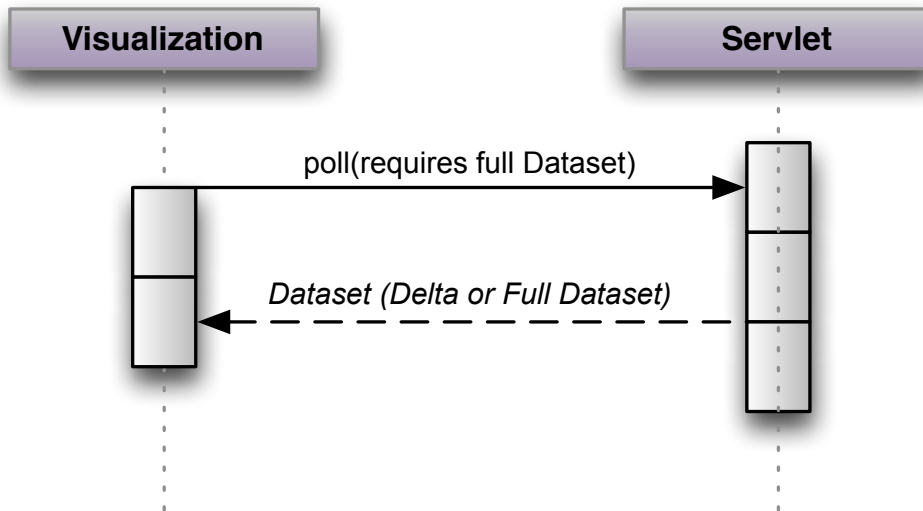 Visualization
Servlet
poll(requires full Dataset)
Dataset (Delta or Full Dataset)